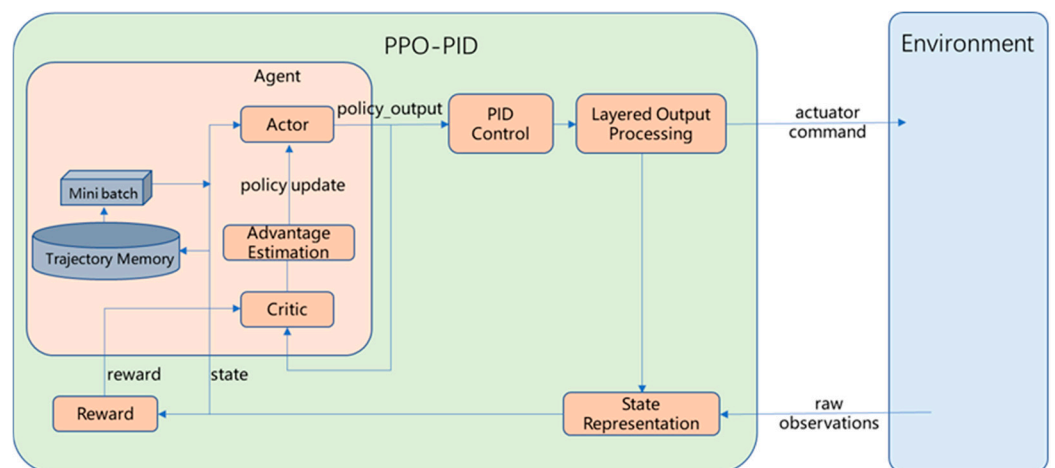 PPO-PID
Environment
Agent
policy_output
Actor
PID
Control
Layered Output
Processing
actuator
command
Mini batch
policy update
Trajectory Memory
Advantage
Estimation
Critic
reward
state
Reward
State
Representation
raw
observations